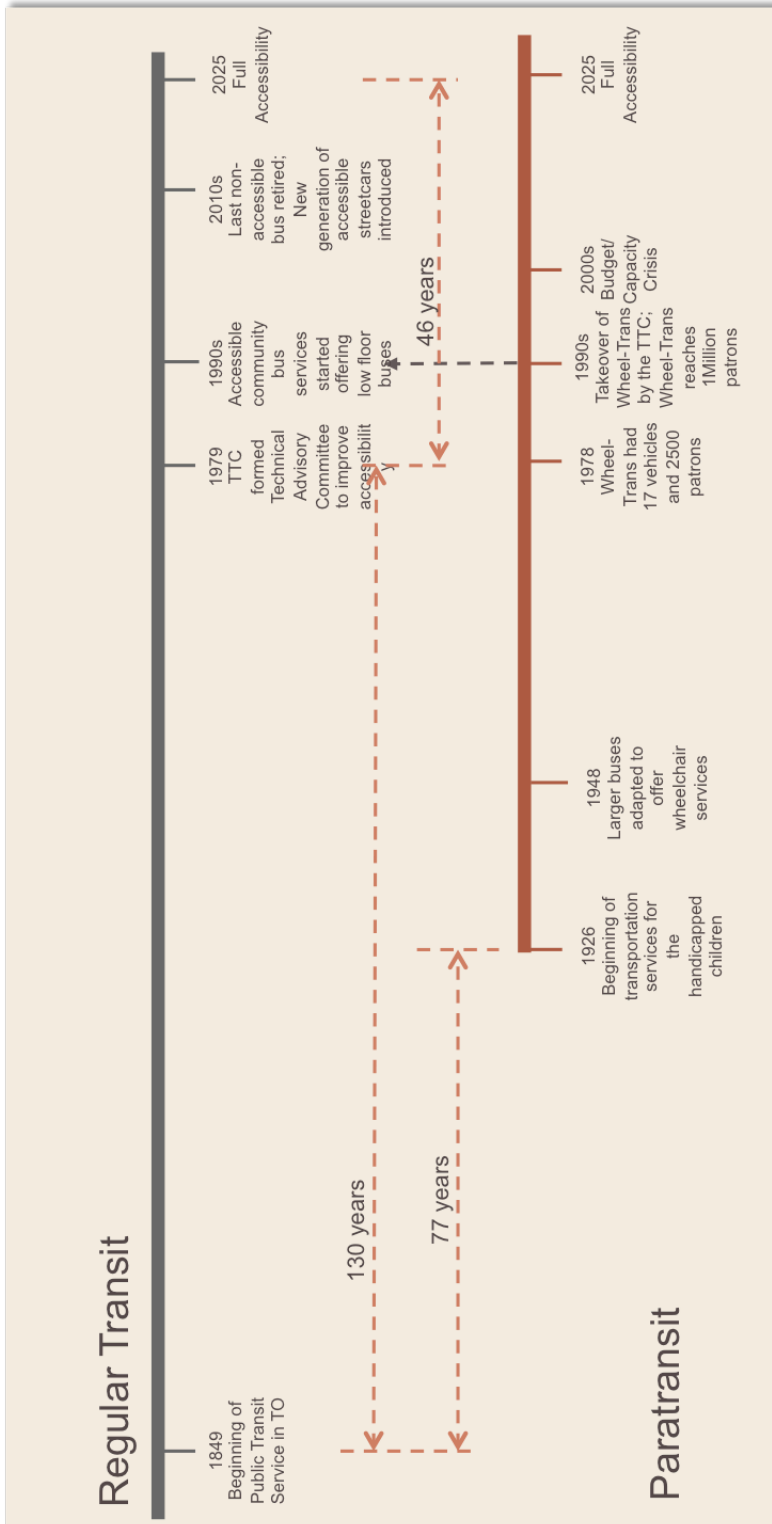 Regular Transit
1849
Beginning of
Public Transit
Service in TO
1979
TTC
formed
Technical
Advisory
Committee
to improve
accessibilit
y
1990s
Accessible
community
bus
services
started
offering
low floor
buses
2010s
Last non-
accessible
bus retired;
New
generation of
accessible
streetcars
introduced
2025
Full
Accessibility
130 years
46 years
77 years
Paratransit
1926
Beginning of
transportation
services for
the
handicapped
children
1948
Larger buses
adapted to
offer
wheelchair
services
1978
Wheel-
Trans had
17 vehicles
and 2500
patrons
1990s
Takeover of
Wheel-Trans
by the TTC;
Wheel-Trans
reaches
1Million
patrons
2000s
Budget/
Capacity
Crisis
2025
Full
Accessibility